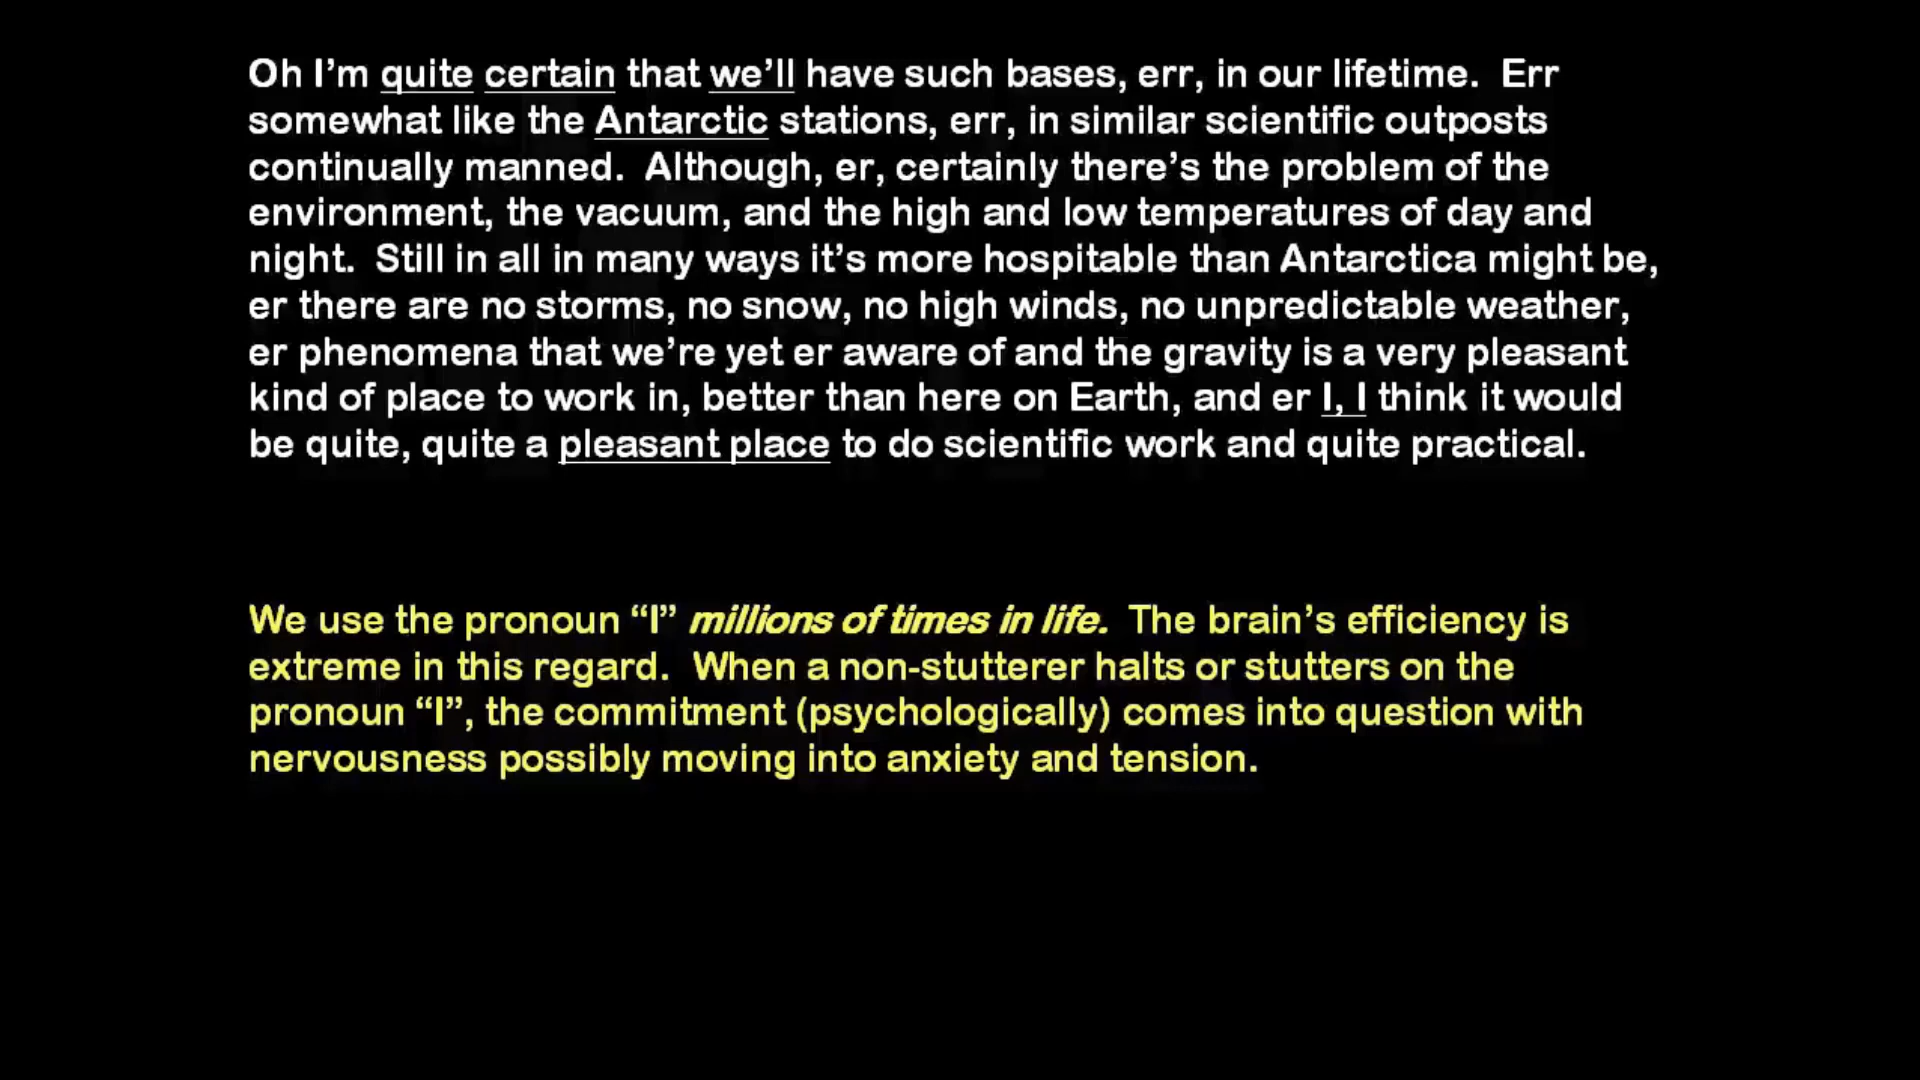 Oh I'm quite certain that we'll have such bases, err, in our lifetime.  Err
somewhat like the Antarctic stations, err, in similar scientific outposts
continually manned.  Although, er, certainly there's the problem of the
environment, the vacuum, and the high and low temperatures of day and
night.  Still in all in many ways it's more hospitable than Antarctica might be,
er there are no storms, no snow, no high winds, no unpredictable weather,
er phenomena that we're yet er aware of and the gravity is a very pleasant
kind of place to work in, better than here on Earth, and er I, I think it would
be quite, quite a pleasant place to do scientific work and quite practical.
We use the pronoun “I” millions of times in life.  The brain's efficiency is
extreme in this regard.  When a non-stutterer halts or stutters on the
pronoun “I”, the commitment (psychologically) comes into question with
nervousness possibly moving into anxiety and tension.